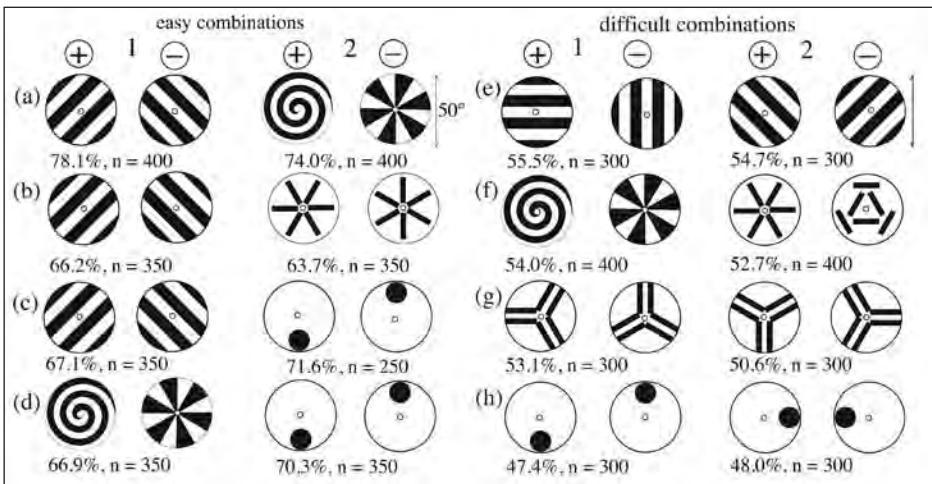 easy combinations difficult combinations
+ 1 − + 2 − + 1 − + 2 −
(a) 50° (e)
78.1%, n = 400 74.0%, n = 400 55.5%, n = 300 54.7%, n = 300
(b) (f)
66.2%, n = 350 63.7%, n = 350 54.0%, n = 400 52.7%, n = 400
(c) (g)
67.1%, n = 350 71.6%, n = 250 53.1%, n = 300 50.6%, n = 300
(d) (h)
66.9%, n = 350 70.3%, n = 350 47.4%, n = 300 48.0%, n = 300